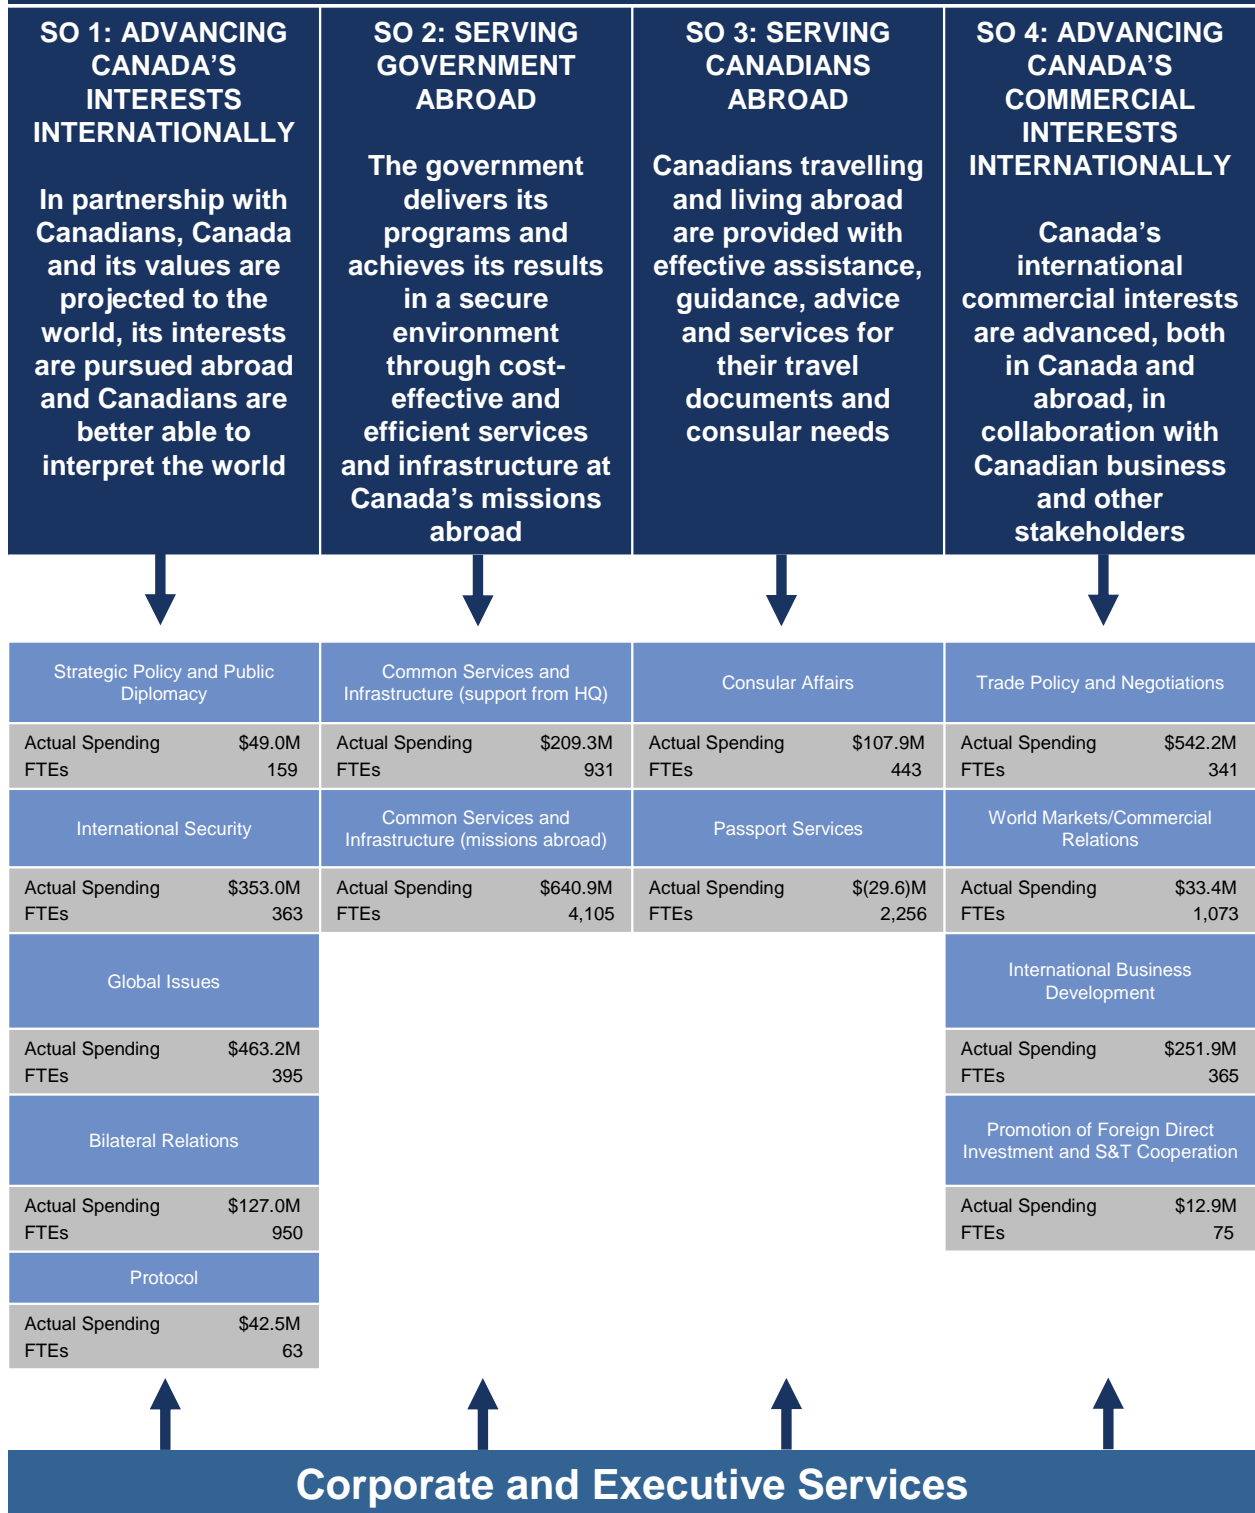 SO 1: ADVANCING
CANADA'S
INTERESTS
INTERNATIONALLY
In partnership with
Canadians, Canada
and its values are
projected to the
world, its interests
are pursued abroad
and Canadians are
better able to
interpret the world
SO 2: SERVING
GOVERNMENT
ABROAD
The government
delivers its
programs and
achieves its results
in a secure
environment
through cost-
effective and
efficient services
and infrastructure at
Canada's missions
abroad
SO 3: SERVING
CANADIANS
ABROAD
Canadians travelling
and living abroad
are provided with
effective assistance,
guidance, advice
and services for
their travel
documents and
consular needs
SO 4: ADVANCING
CANADA'S
COMMERCIAL
INTERESTS
INTERNATIONALLY
Canada's
international
commercial interests
are advanced, both
in Canada and
abroad, in
collaboration with
Canadian business
and other
stakeholders
Strategic Policy and Public
Diplomacy
Actual Spending $49.0M
FTEs 159
International Security
Actual Spending $353.0M
FTEs 363
Global Issues
Actual Spending $463.2M
FTEs 395
Bilateral Relations
Actual Spending $127.0M
FTEs 950
Protocol
Actual Spending $42.5M
FTEs 63
Common Services and
Infrastructure (support from HQ)
Actual Spending $209.3M
FTEs 931
Common Services and
Infrastructure (missions abroad)
Actual Spending $640.9M
FTEs 4,105
Consular Affairs
Actual Spending $107.9M
FTEs 443
Passport Services
Actual Spending $(29.6)M
FTEs 2,256
Trade Policy and Negotiations
Actual Spending $542.2M
FTEs 341
World Markets/Commercial
Relations
Actual Spending $33.4M
FTEs 1,073
International Business
Development
Actual Spending $251.9M
FTEs 365
Promotion of Foreign Direct
Investment and S&T Cooperation
Actual Spending $12.9M
FTEs 75
Corporate and Executive Services